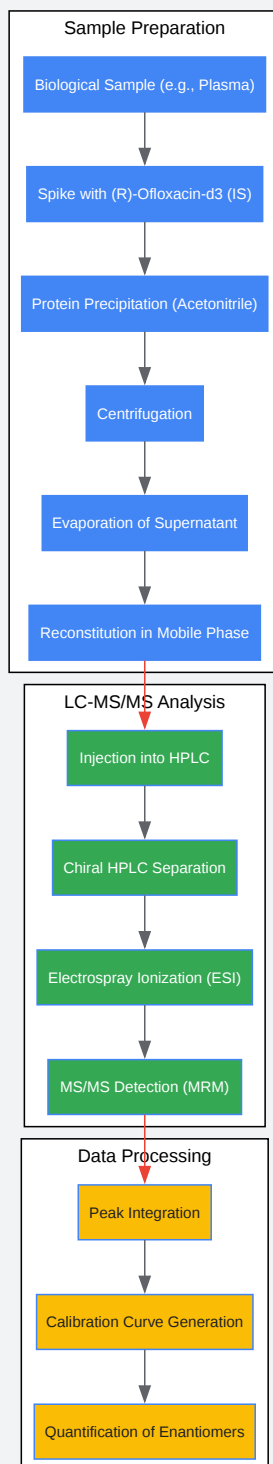 Sample Preparation
Biological Sample (e.g., Plasma)
Spike with (R)-Ofloxacin-d3 (IS)
Protein Precipitation (Acetonitrile)
Centrifugation
Evaporation of Supernatant
Reconstitution in Mobile Phase
LC-MS/MS Analysis
Injection into HPLC
Chiral HPLC Separation
Electrospray Ionization (ESI)
MS/MS Detection (MRM)
Data Processing
Peak Integration
Calibration Curve Generation
Quantification of Enantiomers